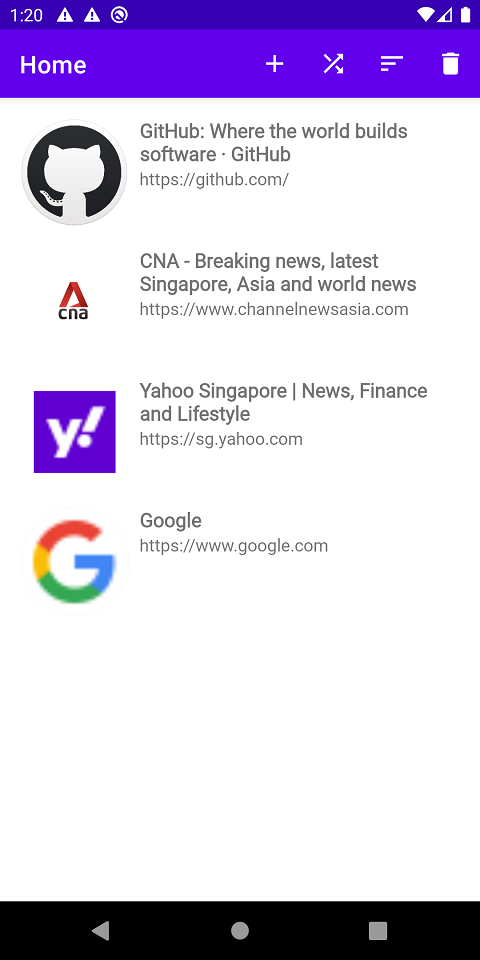 1:20
Home
GitHub: Where the world builds
software · GitHub
https://github.com/
CNA - Breaking news, latest
Singapore, Asia and world news
https://www.channelnewsasia.com
cna
Yahoo Singapore | News, Finance
and Lifestyle
https://sg.yahoo.com
y!
Google
https://www.google.com
G